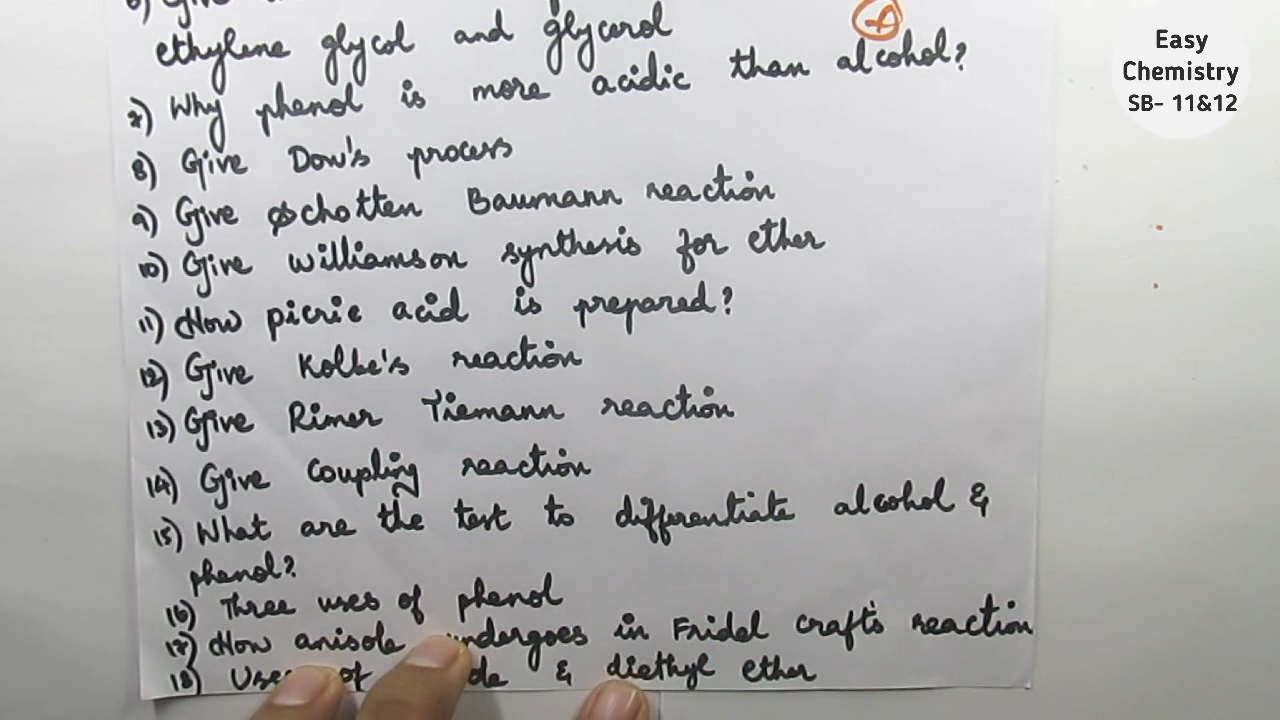 6) Give
ethylene glycol and glycerol
7) Why phenol is more acidic than alcohol?
8) Give Dow's process
9) Give schotten Baumann reaction
10) Give williamson synthesis for ether
11) How picric acid is prepared?
12) Give Kolbe's reaction
13) Give Rimer Tiemann reaction
14) Give coupling reaction
15) What are the test to differentiate alcohol &
phenol?
16) Three uses of phenol
17) How anisole undergoes in Fridel craft's reaction
18) Uses of & diethyl ether
Easy
Chemistry
SB- 11&12